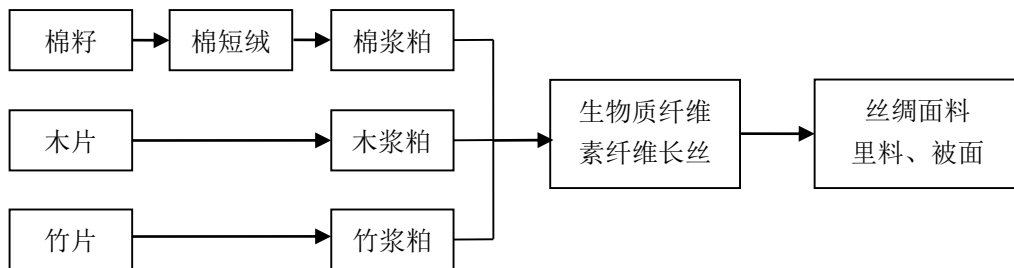 棉籽
棉短绒
棉浆粕
木片
木浆粕
竹片
竹浆粕
生物质纤维
素纤维长丝
丝绸面料
里料、被面